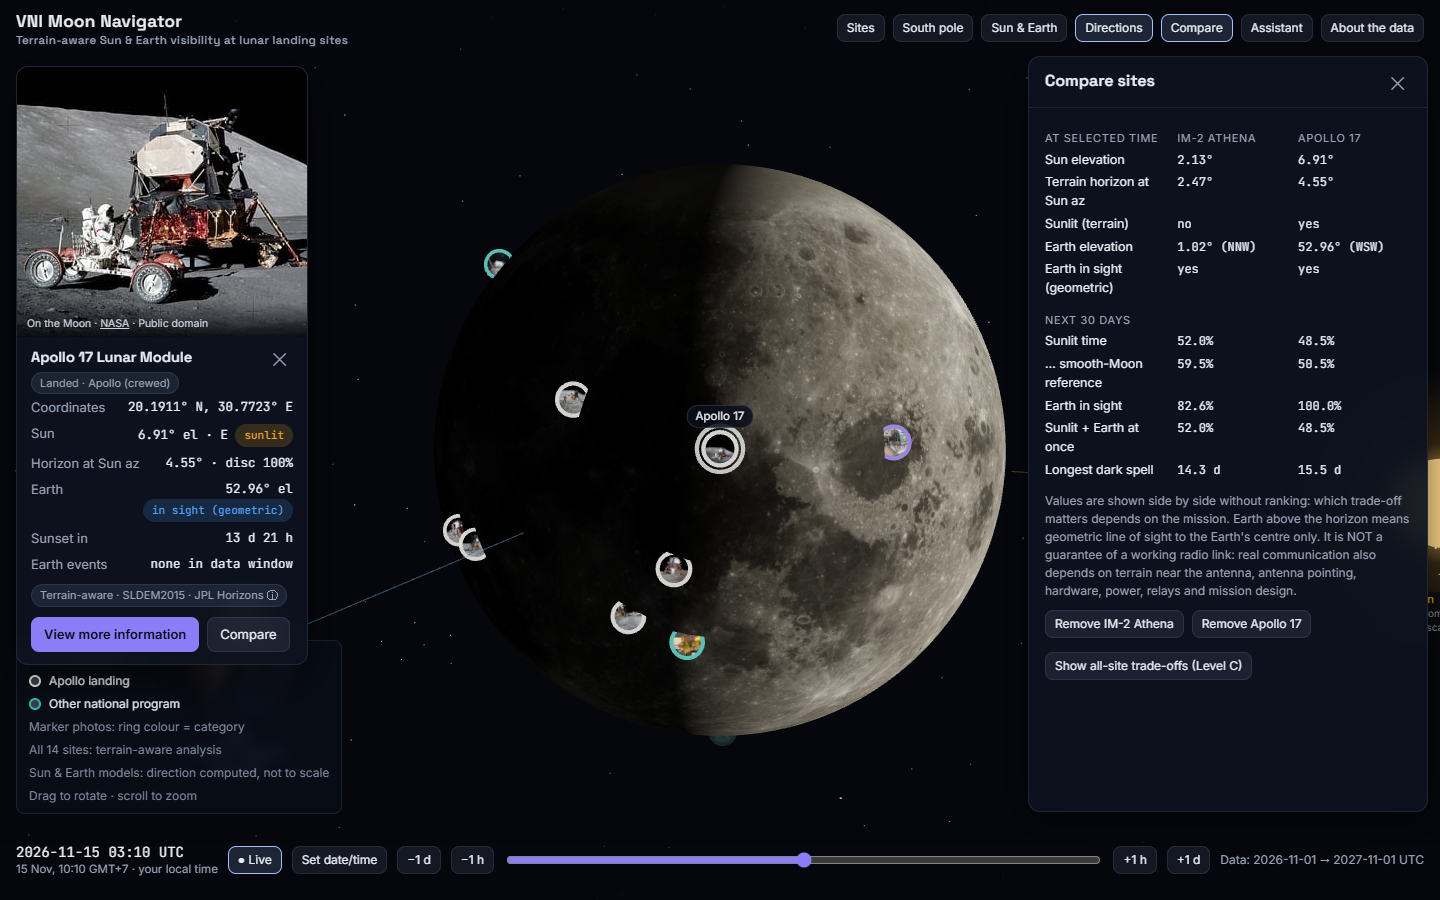 VNI Moon Navigator
Terrain-aware Sun & Earth visibility at lunar landing sites
Sites
South pole
Sun & Earth
Directions
Compare
Assistant
About the data
On the Moon · NASA · Public domain
Apollo 17 Lunar Module
Landed · Apollo (crewed)
Coordinates 20.1911° N, 30.7723° E
Sun 6.91° el · E sunlit
Horizon at Sun az 4.55° · disc 100%
Earth 52.96° el
in sight (geometric)
Sunset in 13 d 21 h
Earth events none in data window
Terrain-aware · SLDEM2015 · JPL Horizons ⓘ
View more information
Compare
Apollo landing
Other national program
Marker photos: ring colour = category
All 14 sites: terrain-aware analysis
Sun & Earth models: direction computed, not to scale
Drag to rotate · scroll to zoom
Apollo 17
Compare sites
AT SELECTED TIME IM-2 ATHENA APOLLO 17
Sun elevation 2.13° 6.91°
Terrain horizon at 2.47° 4.55°
Sun az
Sunlit (terrain) no yes
Earth elevation 1.02° (NNW) 52.96° (WSW)
Earth in sight yes yes
(geometric)
NEXT 30 DAYS
Sunlit time 52.0% 48.5%
... smooth-Moon 59.5% 50.5%
reference
Earth in sight 82.6% 100.0%
Sunlit + Earth at 52.0% 48.5%
once
Longest dark spell 14.3 d 15.5 d
Values are shown side by side without ranking: which trade-off
matters depends on the mission. Earth above the horizon means
geometric line of sight to the Earth's centre only. It is NOT a
guarantee of a working radio link: real communication also
depends on terrain near the antenna, antenna pointing,
hardware, power, relays and mission design.
Remove IM-2 Athena
Remove Apollo 17
Show all-site trade-offs (Level C)
2026-11-15 03:10 UTC
15 Nov, 10:10 GMT+7 · your local time
● Live
Set date/time
−1 d
−1 h
+1 h
+1 d
Data: 2026-11-01 → 2027-11-01 UTC